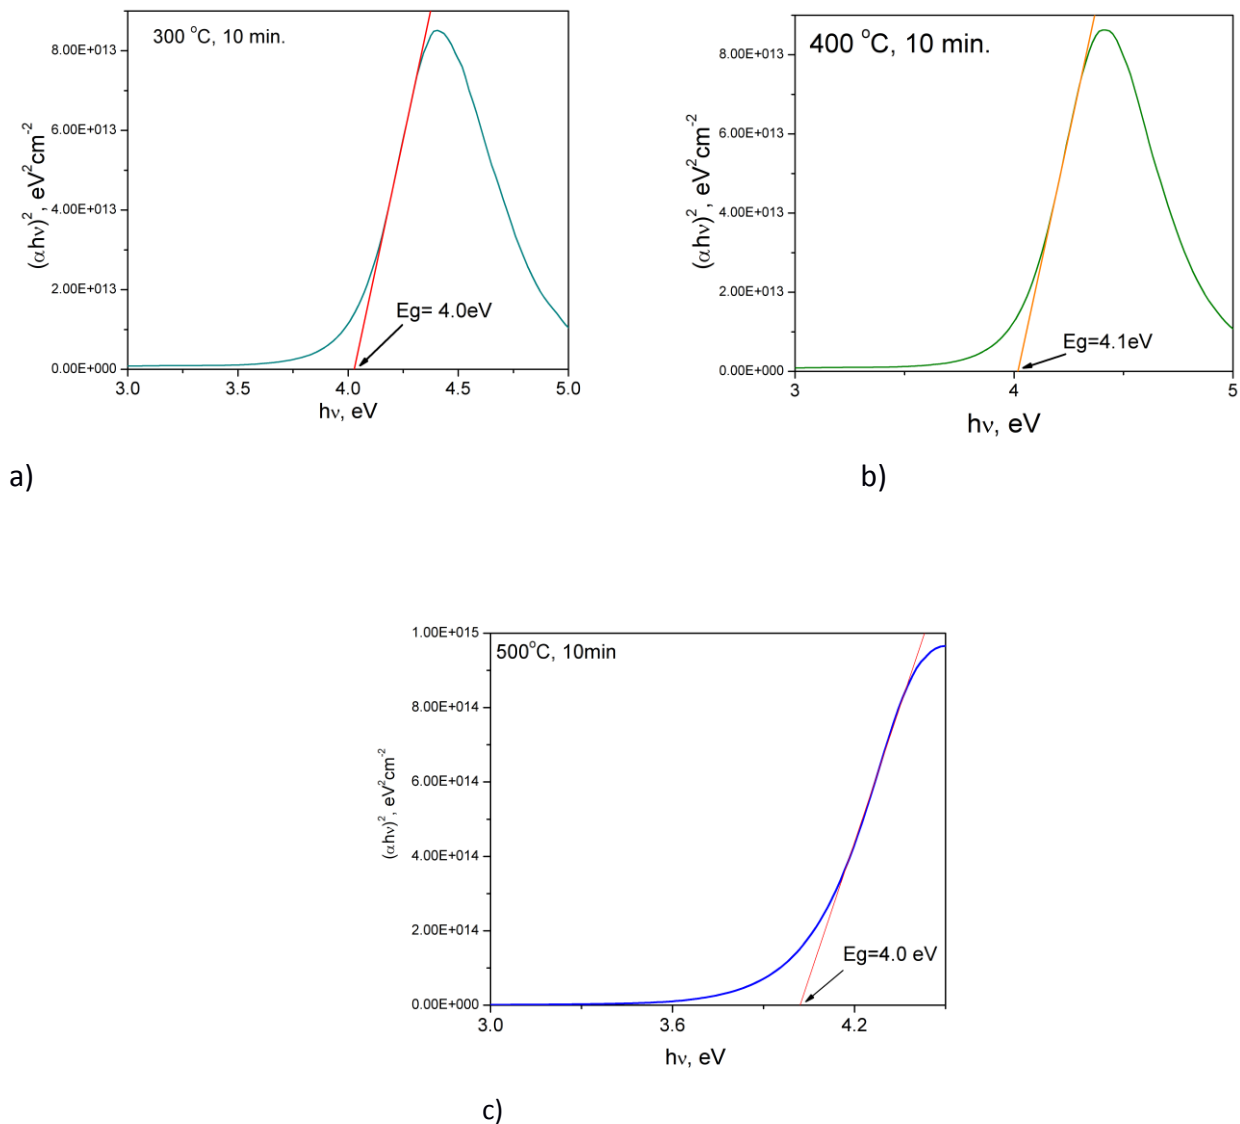 300 °C, 10 min.
8.00E+013
6.00E+013
4.00E+013
2.00E+013
0.00E+000
(αhν)², eV²cm⁻²
Eg= 4.0eV
3.0 3.5 4.0 4.5 5.0
hν, eV
a)
400 °C, 10 min.
8.00E+013
6.00E+013
4.00E+013
2.00E+013
0.00E+000
(αhν)², eV²cm⁻²
Eg=4.1eV
3 4 5
hν, eV
b)
500°C, 10min
1.00E+015
8.00E+014
6.00E+014
4.00E+014
2.00E+014
0.00E+000
(αhν)², eV²cm⁻²
Eg=4.0 eV
3.0 3.6 4.2
hν, eV
c)